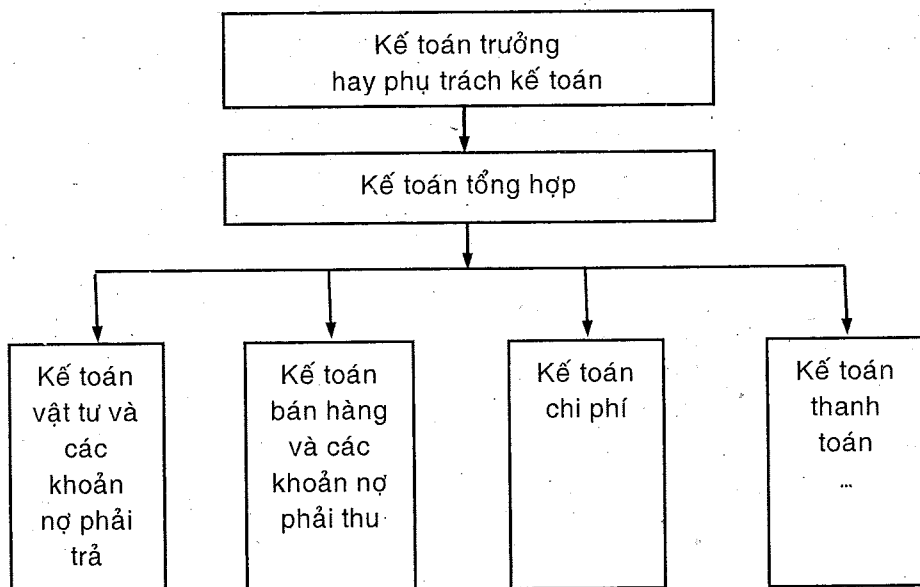 Kế toán trưởng
hay phụ trách kế toán
Kế toán tổng hợp
Kế toán
vật tư và
các
khoản
nợ phải
trả
Kế toán
bán hàng
và các
khoản nợ
phải thu
Kế toán
chi phí
Kế toán
thanh
toán
...